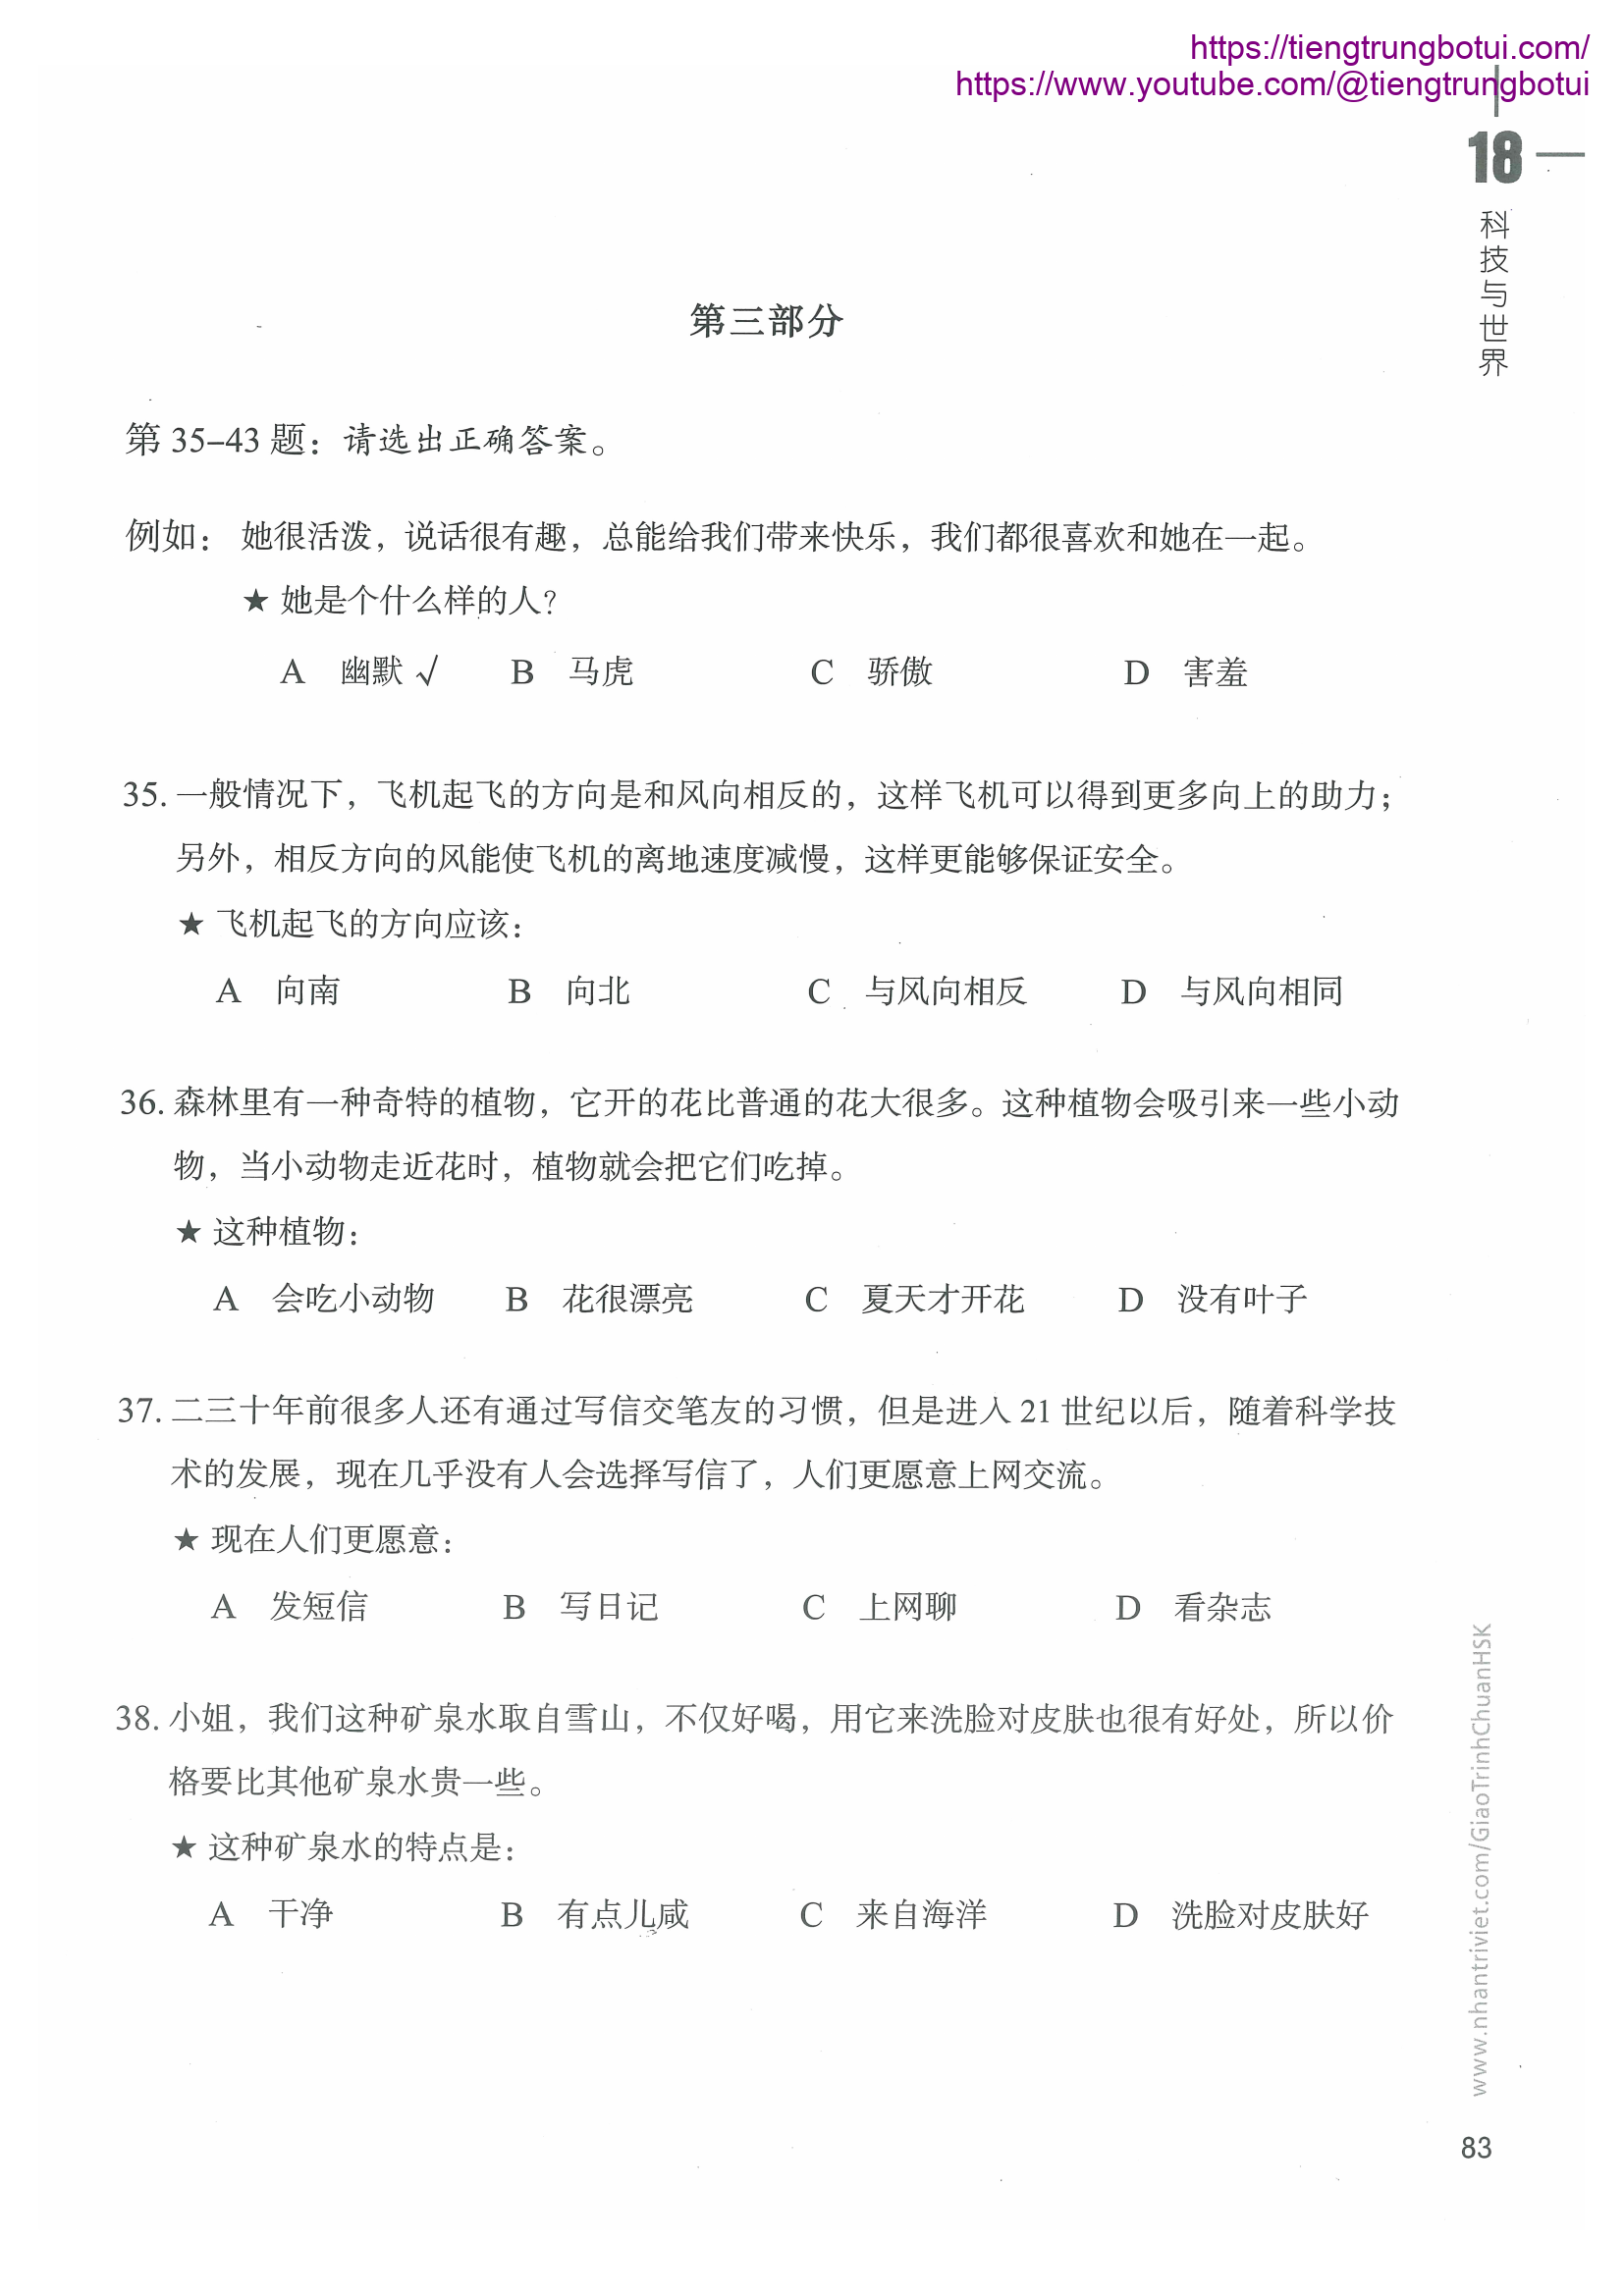 https://tiengtrungbotui.com/
https://www.youtube.com/@tiengtrungbotui
18
科技与世界
第三部分
第 35–43 题：请选出正确答案。
例如： 她很活泼，说话很有趣，总能给我们带来快乐，我们都很喜欢和她在一起。
★ 她是个什么样的人？
A 幽默 √ B 马虎 C 骄傲 D 害羞
35. 一般情况下，飞机起飞的方向是和风向相反的，这样飞机可以得到更多向上的助力；
另外，相反方向的风能使飞机的离地速度减慢，这样更能够保证安全。
★ 飞机起飞的方向应该：
A 向南 B 向北 C 与风向相反 D 与风向相同
36. 森林里有一种奇特的植物，它开的花比普通的花大很多。这种植物会吸引来一些小动
物，当小动物走近花时，植物就会把它们吃掉。
★ 这种植物：
A 会吃小动物 B 花很漂亮 C 夏天才开花 D 没有叶子
37. 二三十年前很多人还有通过写信交笔友的习惯，但是进入 21 世纪以后，随着科学技
术的发展，现在几乎没有人会选择写信了，人们更愿意上网交流。
★ 现在人们更愿意：
A 发短信 B 写日记 C 上网聊 D 看杂志
38. 小姐，我们这种矿泉水取自雪山，不仅好喝，用它来洗脸对皮肤也很有好处，所以价
格要比其他矿泉水贵一些。
★ 这种矿泉水的特点是：
A 干净 B 有点儿咸 C 来自海洋 D 洗脸对皮肤好
www.nhantriviet.com/GiaoTrinhChuanHSK
83